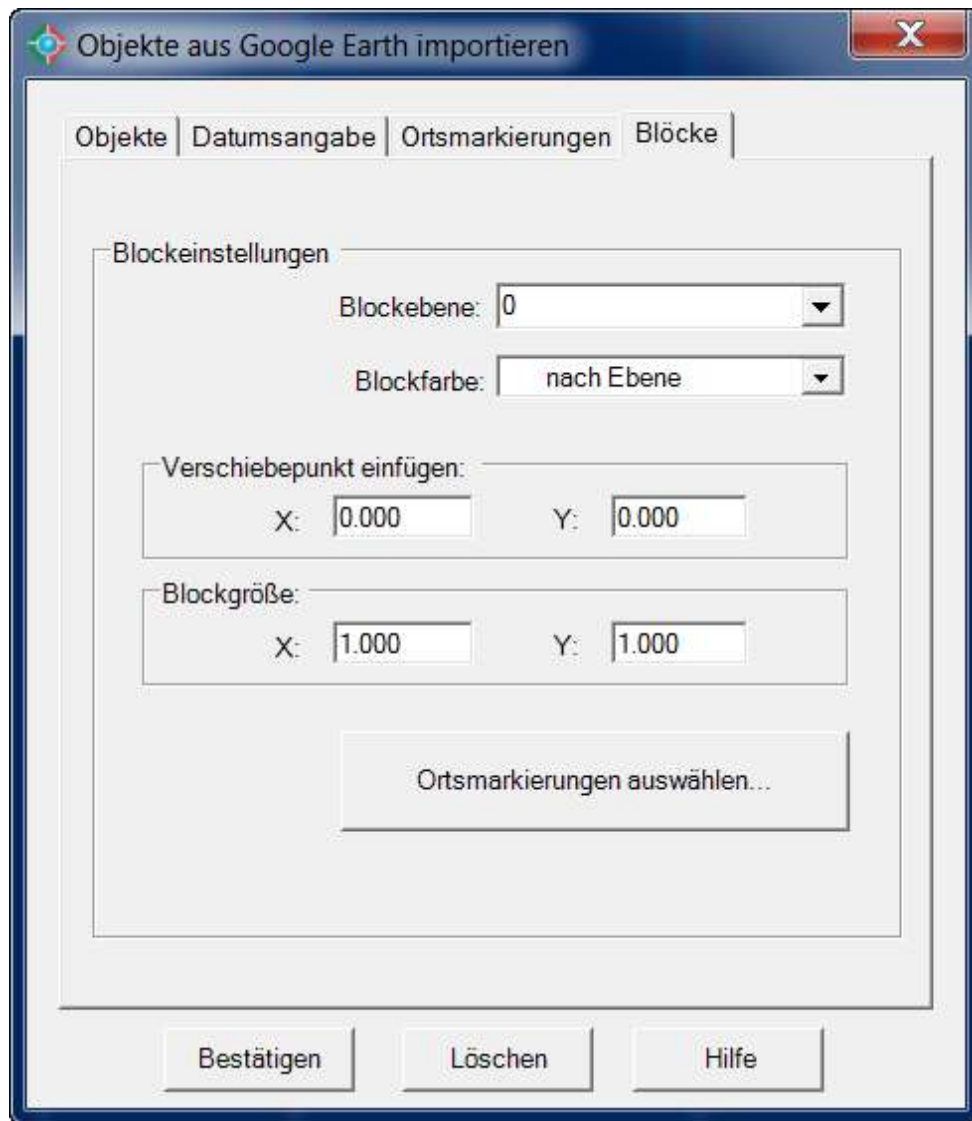 Objekte aus Google Earth importieren
Objekte Datumsangabe Ortsmarkierungen Blöcke
Blockeinstellungen
Blockebene: 0
Blockfarbe: nach Ebene
Verschiebepunkt einfügen:
X: 0.000 Y: 0.000
Blockgröße:
X: 1.000 Y: 1.000
Ortsmarkierungen auswählen...
Bestätigen Löschen Hilfe